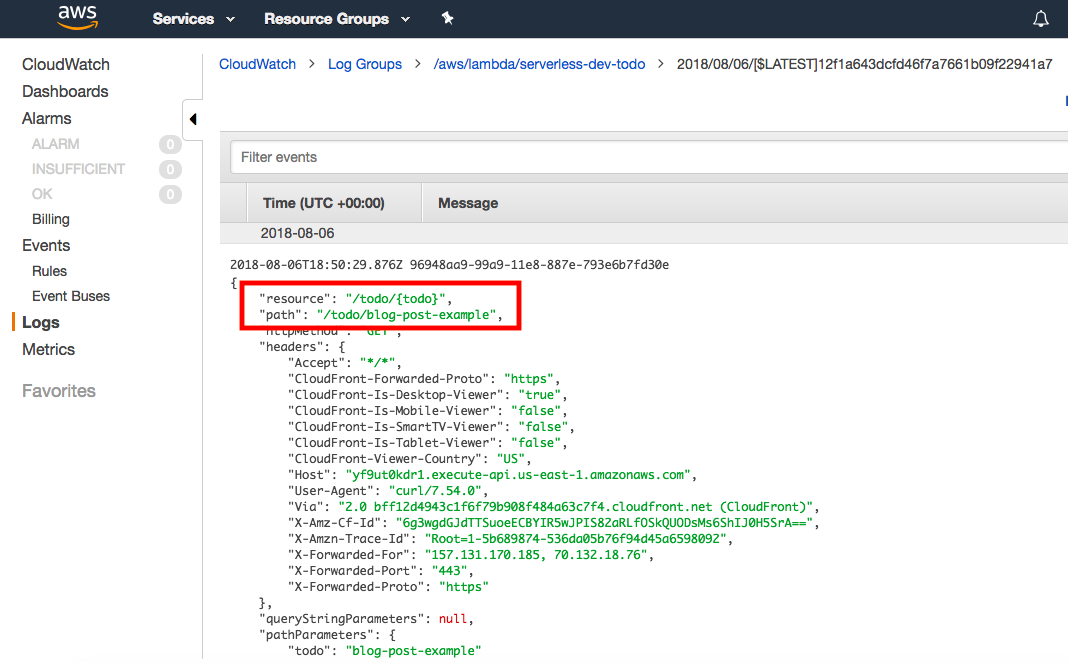 aws Services Resource Groups
CloudWatch
Dashboards
Alarms
ALARM 0
INSUFFICIENT 0
OK 0
Billing
Events
Rules
Event Buses
Logs
Metrics
Favorites
CloudWatch > Log Groups > /aws/lambda/serverless-dev-todo > 2018/08/06/[$LATEST]12f1a643dcfd46f7a7661b09f22941a7
Filter events
Time (UTC +00:00) Message
2018-08-06
2018-08-06T18:50:29.876Z 96948aa9-99a9-11e8-887e-793e6b7fd30e
{
"resource": "/todo/{todo}",
"path": "/todo/blog-post-example",
"httpMethod": "GET",
"headers": {
"Accept": "*/*",
"CloudFront-Forwarded-Proto": "https",
"CloudFront-Is-Desktop-Viewer": "true",
"CloudFront-Is-Mobile-Viewer": "false",
"CloudFront-Is-SmartTV-Viewer": "false",
"CloudFront-Is-Tablet-Viewer": "false",
"CloudFront-Viewer-Country": "US",
"Host": "yf9ut0kdr1.execute-api.us-east-1.amazonaws.com",
"User-Agent": "curl/7.54.0",
"Via": "2.0 bff12d4943c1f6f79b908f484a63c7f4.cloudfront.net (CloudFront)",
"X-Amz-Cf-Id": "6g3wgdGJdTTSuoeECBYIR5wJPIS8ZaRLfOSkQUODsMs6ShIJ0H5SrA==",
"X-Amzn-Trace-Id": "Root=1-5b689874-536da05b76f94d45a6598092",
"X-Forwarded-For": "157.131.170.185, 70.132.18.76",
"X-Forwarded-Port": "443",
"X-Forwarded-Proto": "https"
},
"queryStringParameters": null,
"pathParameters": {
"todo": "blog-post-example"